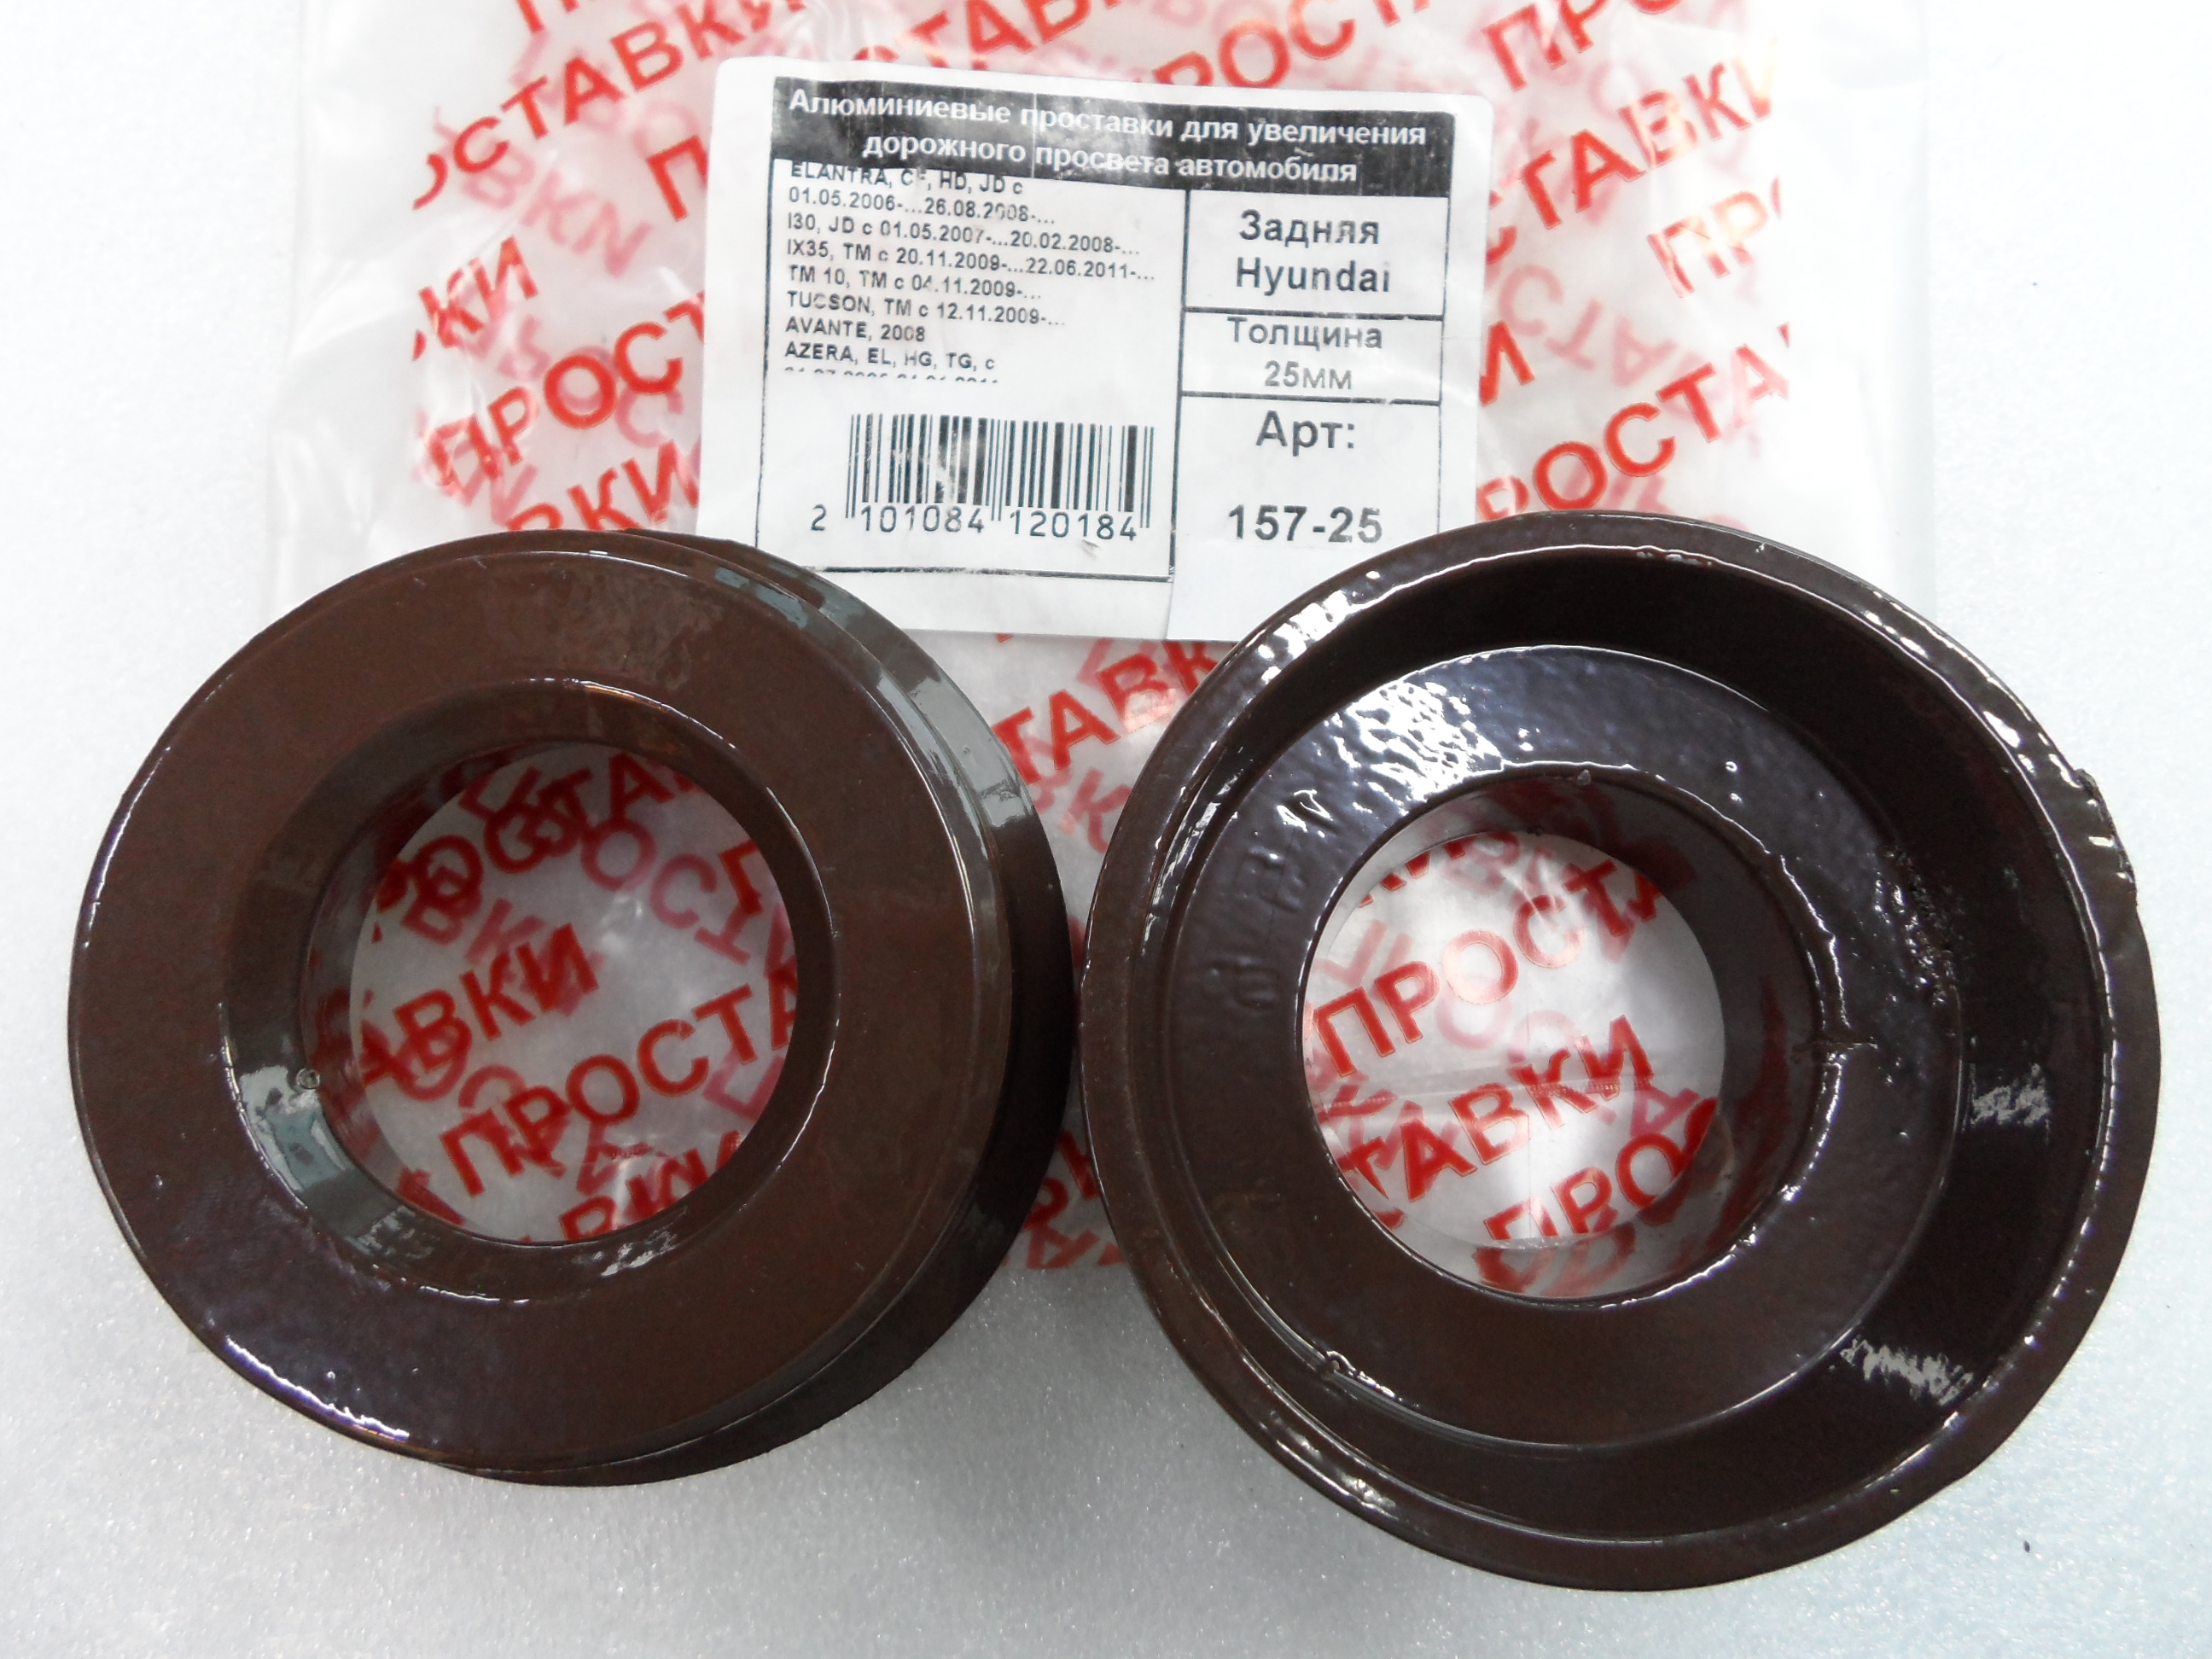 Алюминиевые проставки для увеличения
дорожного просвета автомобиля
ELANTRA, HD, JD с
01.05.2006-...26.08.2008-...
I30, JD с 01.05.2007-...20.02.2008-...
IX35, TM с 20.11.2009-...22.06.2011-...
TM 10, TM с 04.11.2009-...
TUCSON, TM с 12.11.2009-...
AVANTE, 2008
AZERA, EL, HG, TG, с
Задняя
Hyundai
Толщина
25мм
Арт:
157-25
2 101084 120184
ПРОСТАВКИ